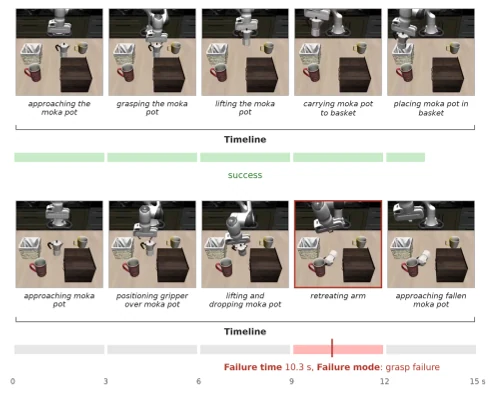 approaching the
moka pot
grasping the moka
pot
lifting the moka
pot
carrying moka pot
to basket
placing moka pot in
basket
Timeline
success
approaching moka
pot
positioning gripper
over moka pot
lifting and
dropping moka pot
retreating arm
approaching fallen
moka pot
Timeline
Failure time 10.3 s, Failure mode: grasp failure
0 3 6 9 12 15 s